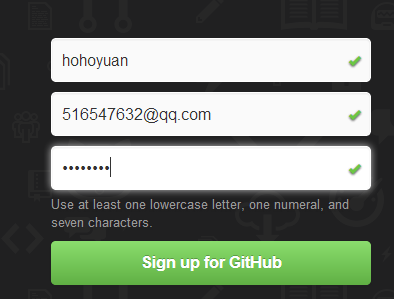 hohoyuan
516547632@qq.com
••••••••
Use at least one lowercase letter, one numeral, and
seven characters.
Sign up for GitHub